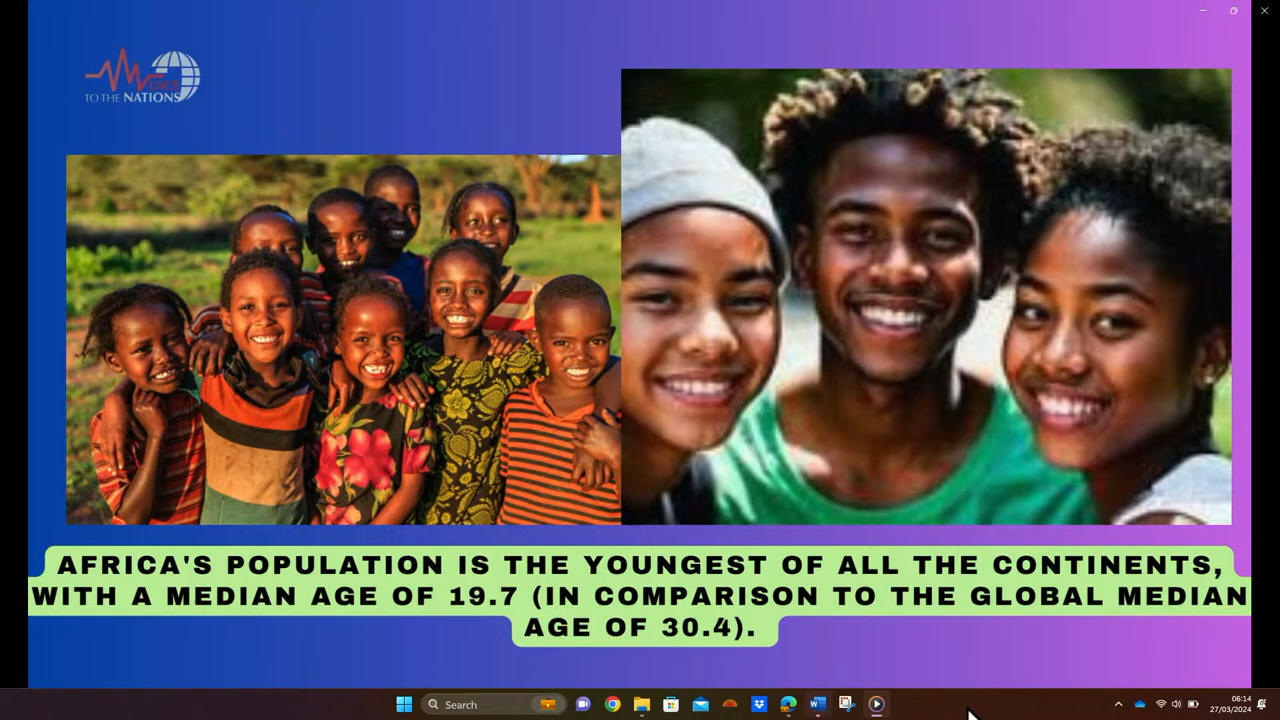 VOICE
TO THE NATIONS
AFRICA'S POPULATION IS THE YOUNGEST OF ALL THE CONTINENTS,
WITH A MEDIAN AGE OF 19.7 (IN COMPARISON TO THE GLOBAL MEDIAN
AGE OF 30.4).
Search
06:14
27/03/2024